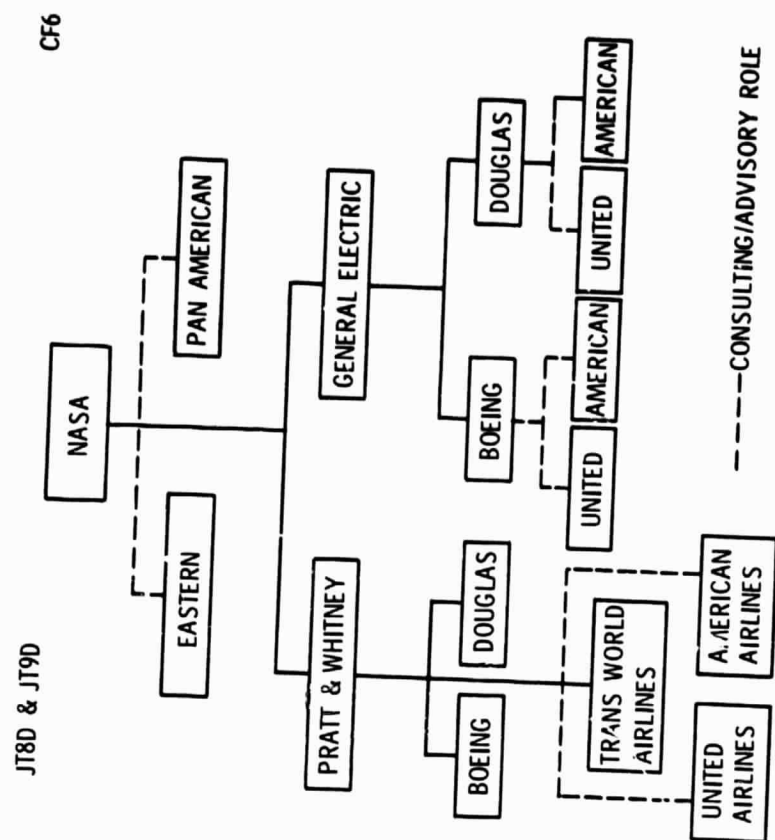 JT8D & JT9D
CF6
NASA
EASTERN
PAN AMERICAN
PRATT & WHITNEY
GENERAL ELECTRIC
BOEING
DOUGLAS
BOEING
DOUGLAS
TRANS WORLD
AIRLINES
UNITED
AMERICAN
UNITED
AMERICAN
UNITED
AIRLINES
AMERICAN
AIRLINES
-----CONSULTING/ADVISORY ROLE